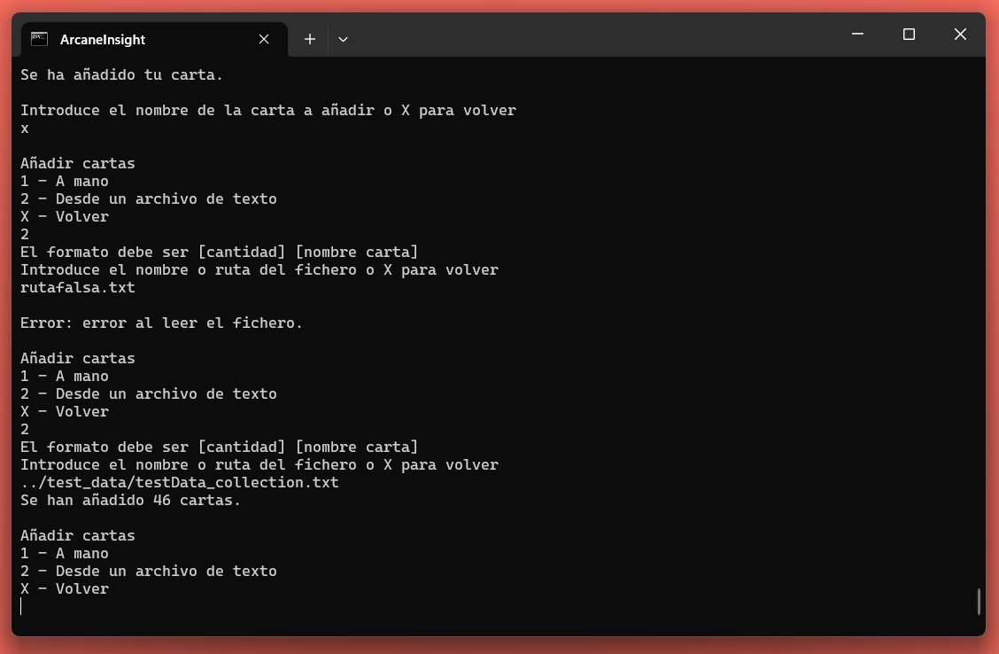 ArcaneInsight
Se ha añadido tu carta.
Introduce el nombre de la carta a añadir o X para volver
x
Añadir cartas
1 - A mano
2 - Desde un archivo de texto
X - Volver
2
El formato debe ser [cantidad] [nombre carta]
Introduce el nombre o ruta del fichero o X para volver
rutafalsa.txt
Error: error al leer el fichero.
Añadir cartas
1 - A mano
2 - Desde un archivo de texto
X - Volver
2
El formato debe ser [cantidad] [nombre carta]
Introduce el nombre o ruta del fichero o X para volver
../test_data/testData_collection.txt
Se han añadido 46 cartas.
Añadir cartas
1 - A mano
2 - Desde un archivo de texto
X - Volver